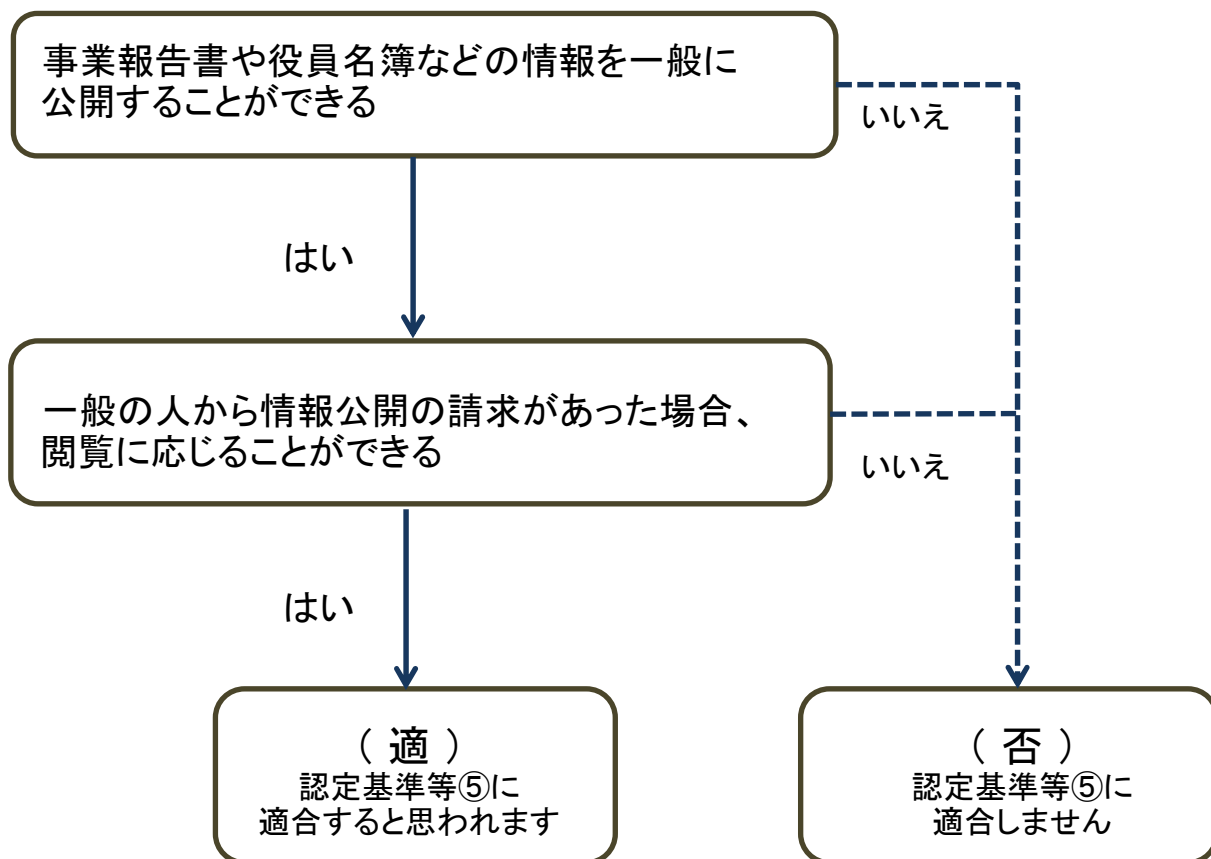 事業報告書や役員名簿などの情報を一般に
公開することができる
いいえ
はい
一般の人から情報公開の請求があった場合、
閲覧に応じることができる
いいえ
はい
（ 適 ）
認定基準等⑤に
適合すると思われます
（ 否 ）
認定基準等⑤に
適合しません